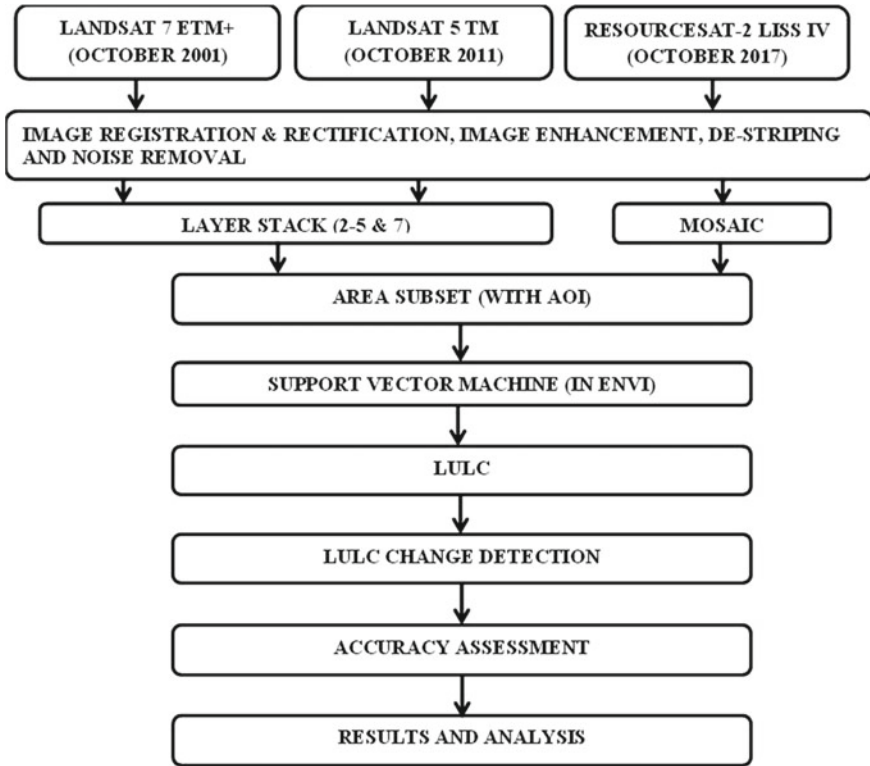 LANDSAT 7 ETM+
(OCTOBER 2001)
LANDSAT 5 TM
(OCTOBER 2011)
RESOURCESAT-2 LISS IV
(OCTOBER 2017)
IMAGE REGISTRATION & RECTIFICATION, IMAGE ENHANCEMENT, DE-STRIPING
AND NOISE REMOVAL
LAYER STACK (2-5 & 7)
MOSAIC
AREA SUBSET (WITH AOI)
SUPPORT VECTOR MACHINE (IN ENVI)
LULC
LULC CHANGE DETECTION
ACCURACY ASSESSMENT
RESULTS AND ANALYSIS